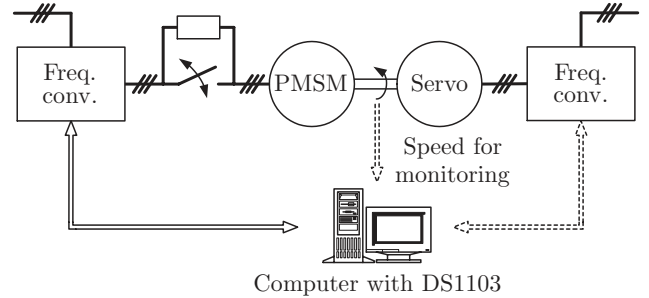 Freq.
conv.
PMSM
Servo
Freq.
conv.
Speed for
monitoring
Computer with DS1103